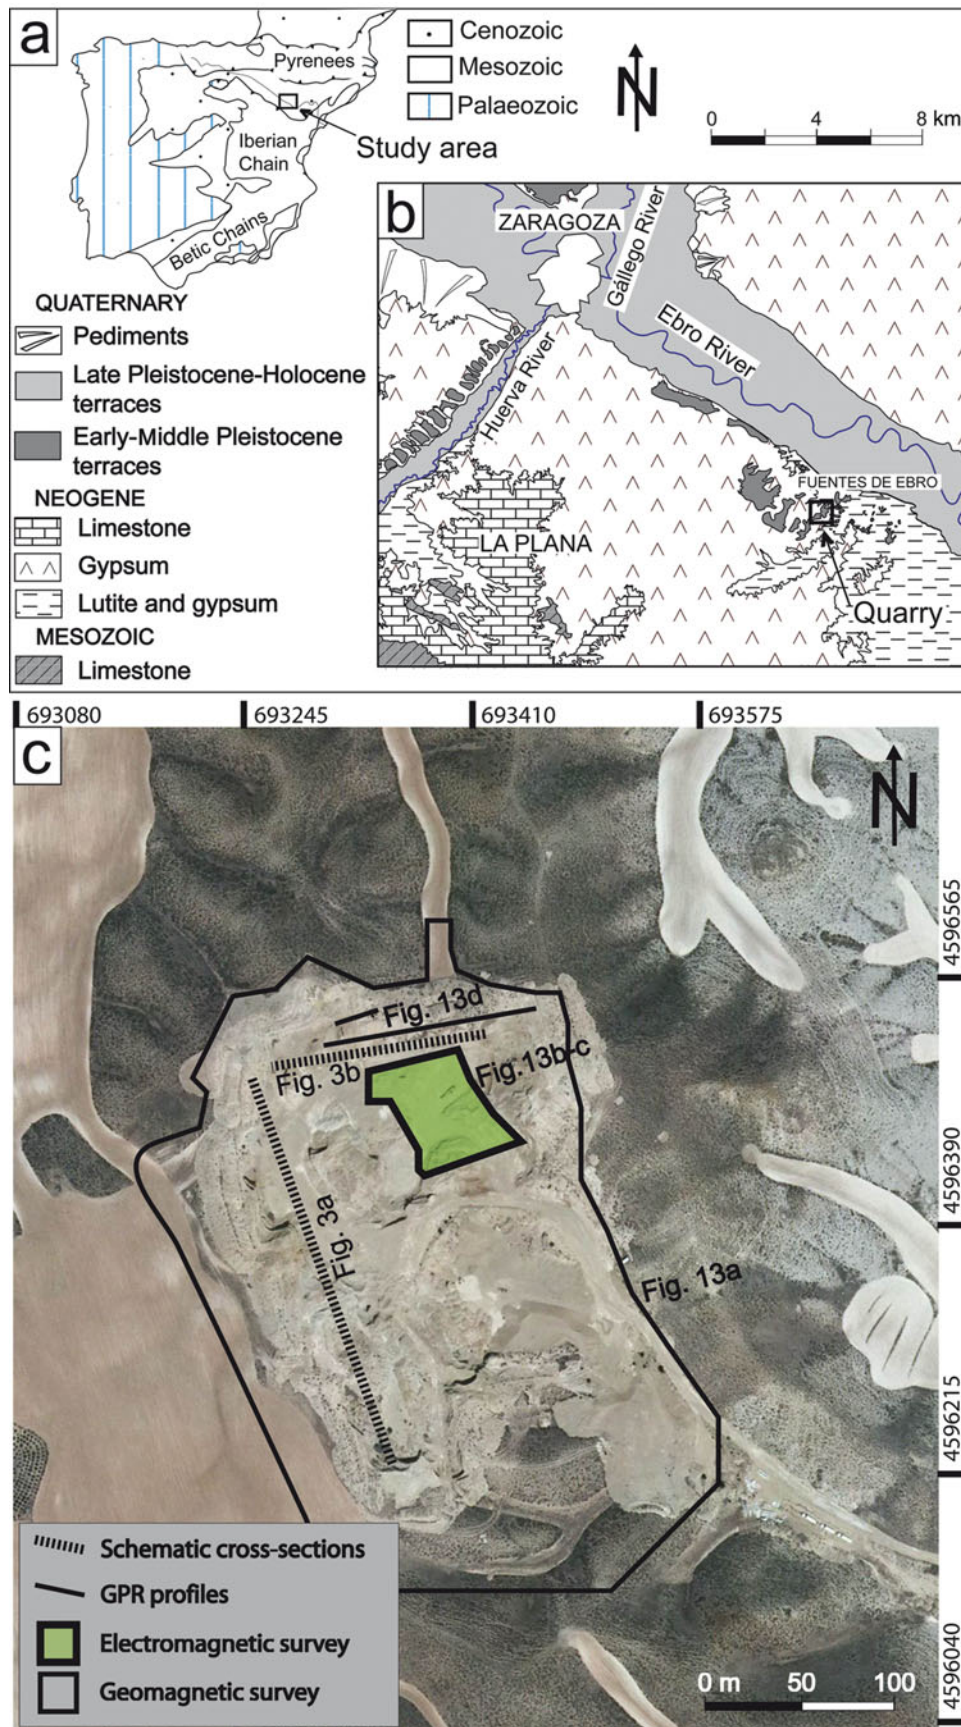 a
Pyrenees
Iberian
Chain
Betic Chains
Study area
Cenozoic
Mesozoic
Palaeozoic
N
0 4 8 km
QUATERNARY
Pediments
Late Pleistocene-Holocene
terraces
Early-Middle Pleistocene
terraces
NEOGENE
Limestone
Gypsum
Lutite and gypsum
MESOZOIC
Limestone
b
ZARAGOZA
Gállego River
Ebro River
Huerva River
FUENTES DE EBRO
LA PLANA
Quarry
693080 693245 693410 693575
c
N
4596565
4596390
4596215
4596040
Fig. 13d
Fig. 3b
Fig.13b-c
Fig. 3a
Fig. 13a
Schematic cross-sections
GPR profiles
Electromagnetic survey
Geomagnetic survey
0 m 50 100